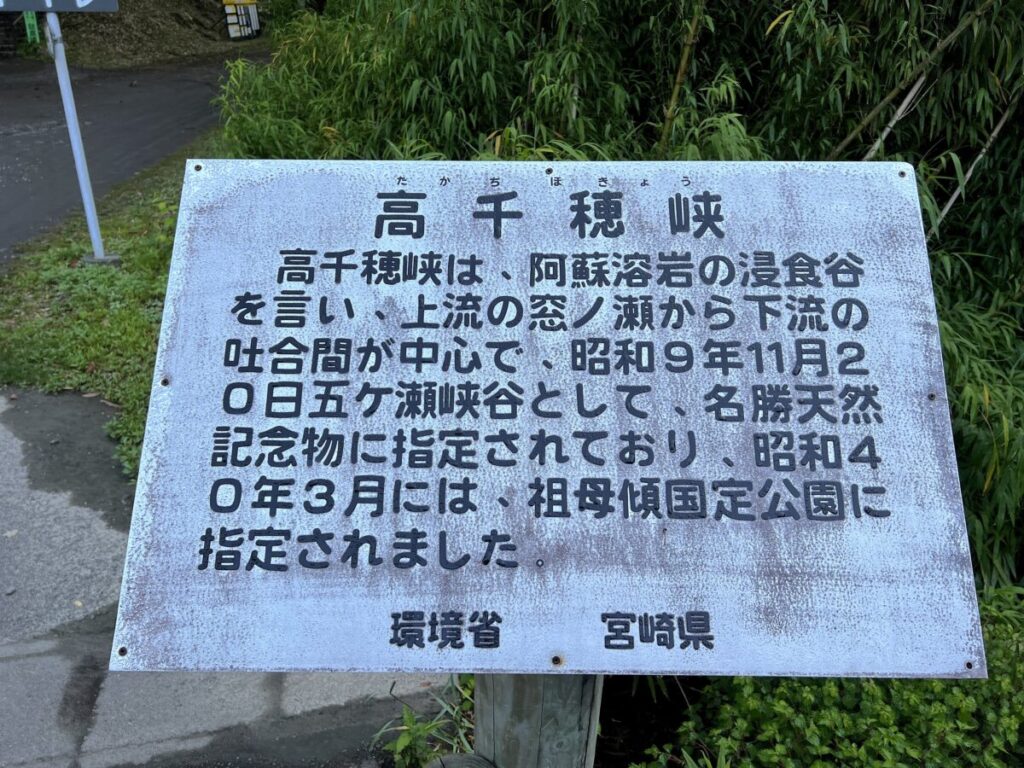 たかちほきょう
高千穂峡
高千穂峡は、阿蘇溶岩の浸食谷
を言い、上流の窓ノ瀬から下流の
吐合間が中心で、昭和9年11月2
0日五ケ瀬峡谷として、名勝天然
記念物に指定されており、昭和4
0年3月には、祖母傾国定公園に
指定されました。
環境省 宮崎県